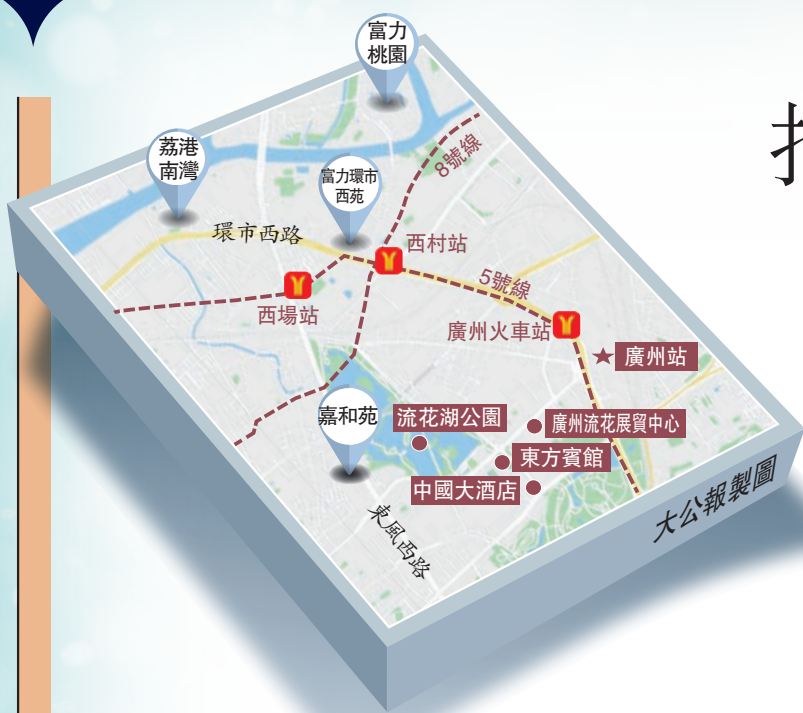 富力
桃園
荔港
南灣
富力環市
西苑
8號線
環市西路
西村站
5號線
西場站
廣州火車站
廣州站
嘉和苑
流花湖公園
廣州流花展貿中心
東方賓館
中國大酒店
東風西路
大公報製圖